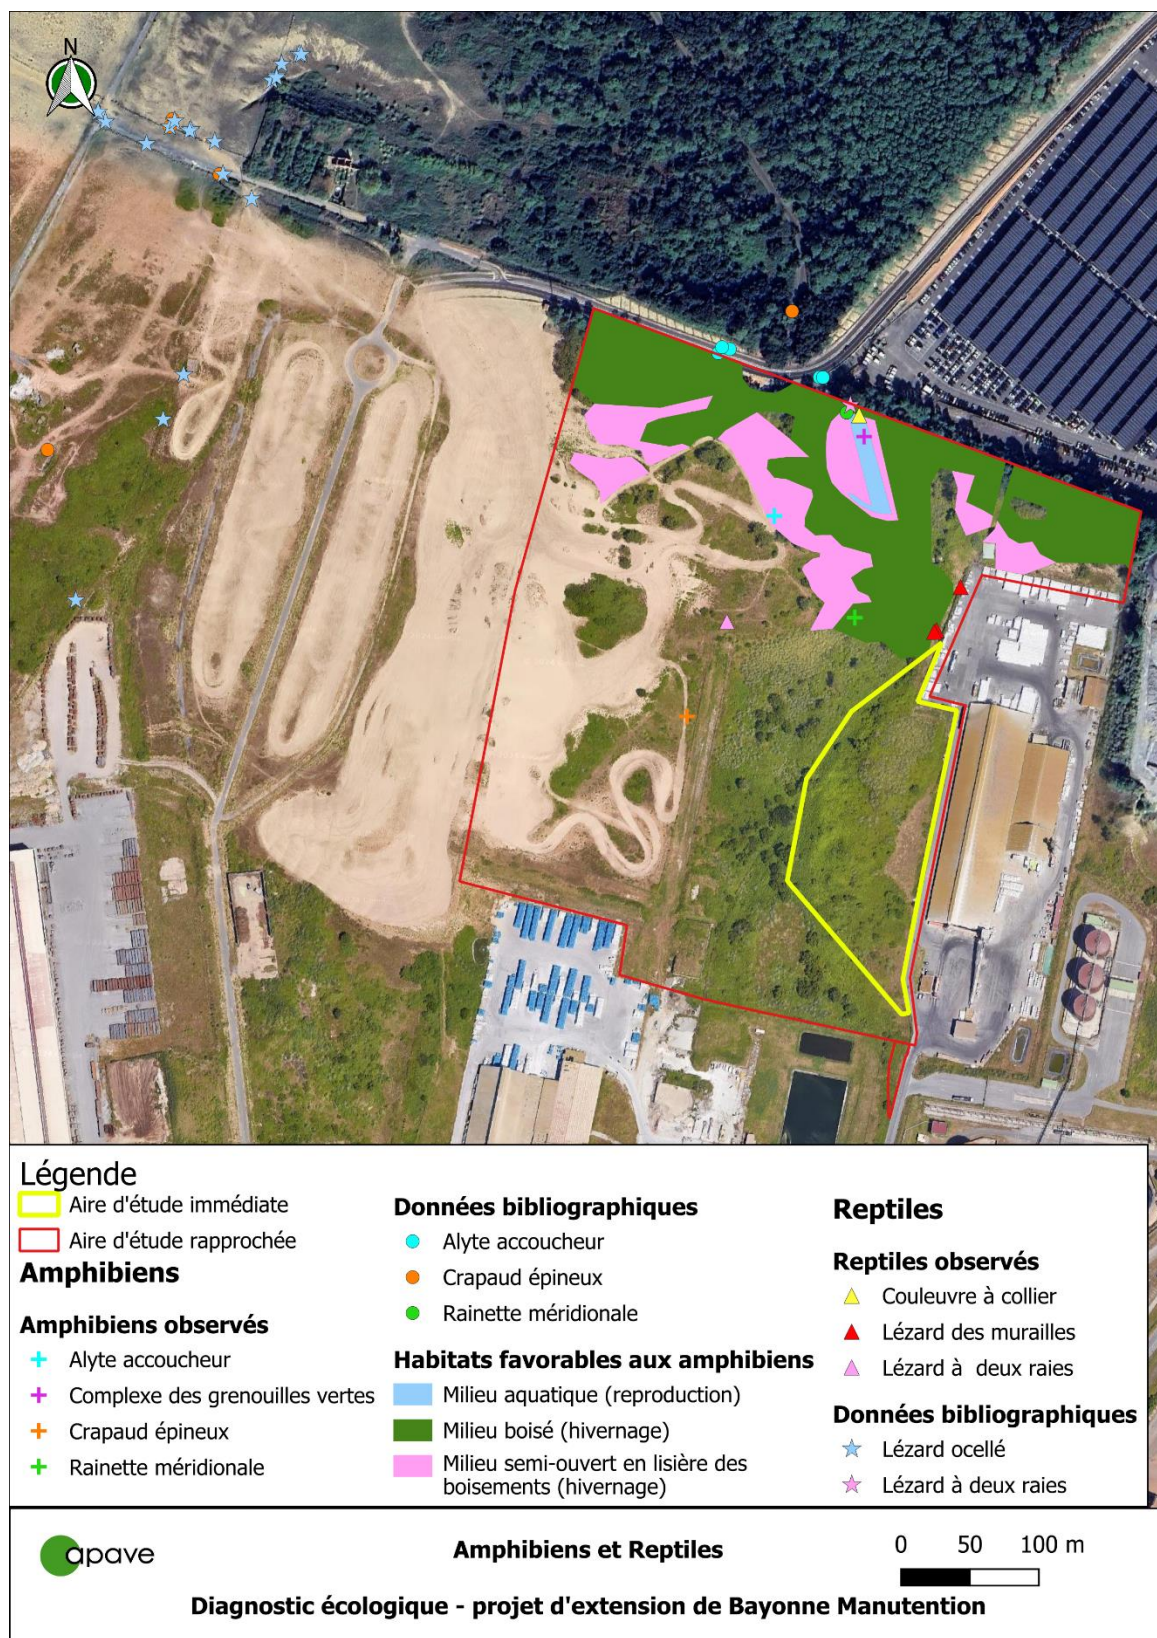 N
Légende
Aire d'étude immédiate
Aire d'étude rapprochée
Amphibiens
Amphibiens observés
Alyte accoucheur
Complexe des grenouilles vertes
Crapaud épineux
Rainette méridionale
Données bibliographiques
Alyte accoucheur
Crapaud épineux
Rainette méridionale
Habitats favorables aux amphibiens
Milieu aquatique (reproduction)
Milieu boisé (hivernage)
Milieu semi-ouvert en lisière des
boisements (hivernage)
Reptiles
Reptiles observés
Couleuvre à collier
Lézard des murailles
Lézard à deux raies
Données bibliographiques
Lézard ocellé
Lézard à deux raies
apave
Amphibiens et Reptiles
0 50 100 m
Diagnostic écologique - projet d'extension de Bayonne Manutention